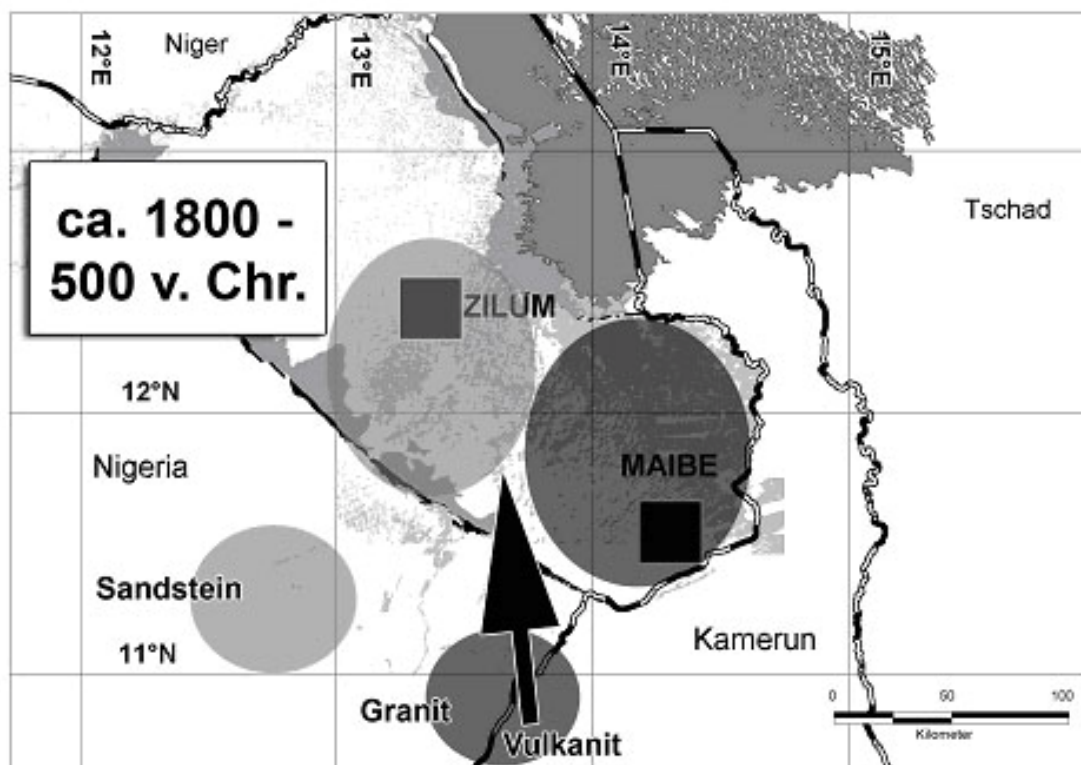 Niger
12°E
13°E
14°E
15°E
ca. 1800 -
500 v. Chr.
Tschad
ZILUM
12°N
Nigeria
MAIBE
Sandstein
11°N
Kamerun
Granit
Vulkanit
0 50 100
Kilometer